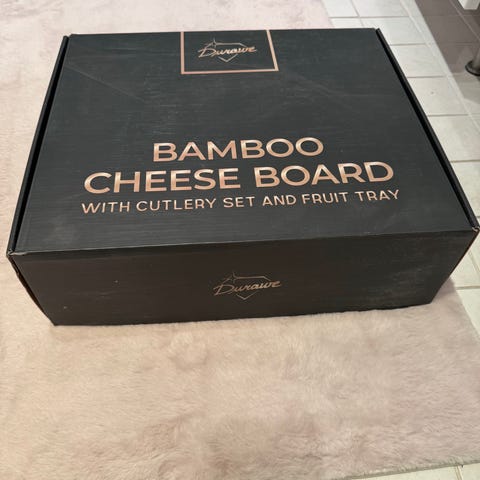 Durawe
BAMBOO
CHEESE BOARD
WITH CUTLERY SET AND FRUIT TRAY
Durawe